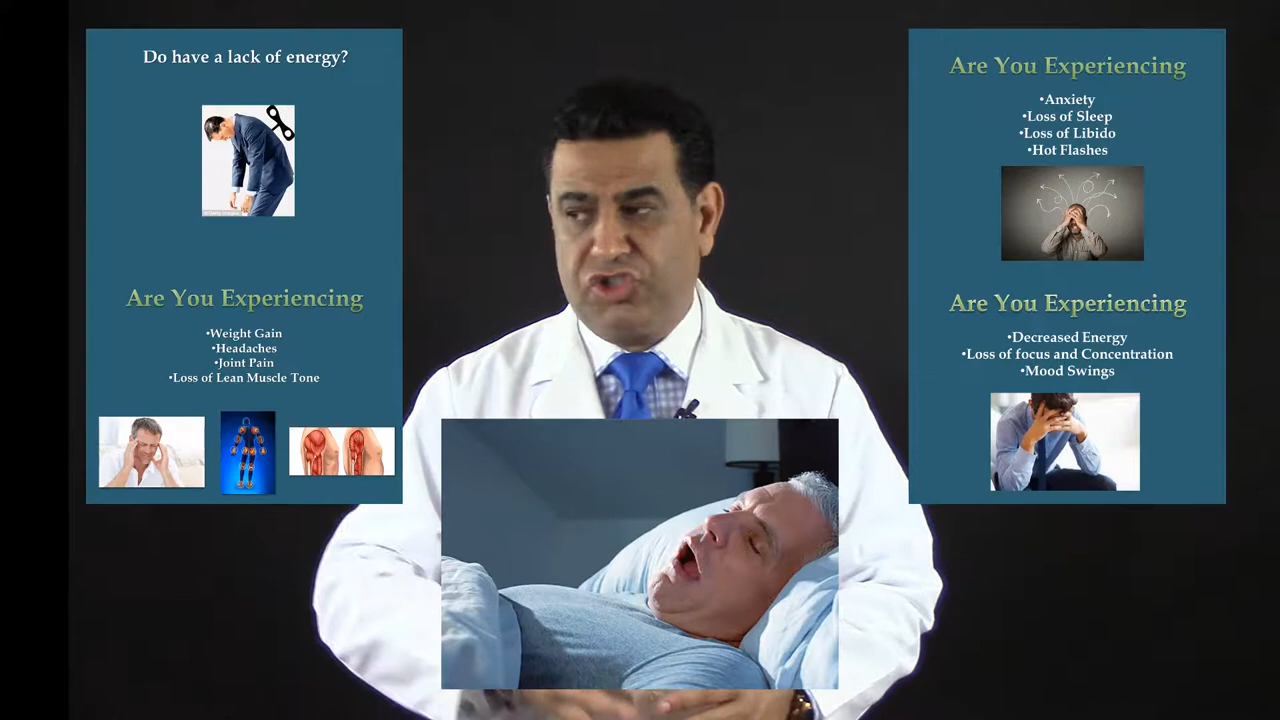 Do have a lack of energy?
Are You Experiencing
•Weight Gain
•Headaches
•Joint Pain
•Loss of Lean Muscle Tone
Are You Experiencing
•Anxiety
•Loss of Sleep
•Loss of Libido
•Hot Flashes
Are You Experiencing
•Decreased Energy
•Loss of focus and Concentration
•Mood Swings